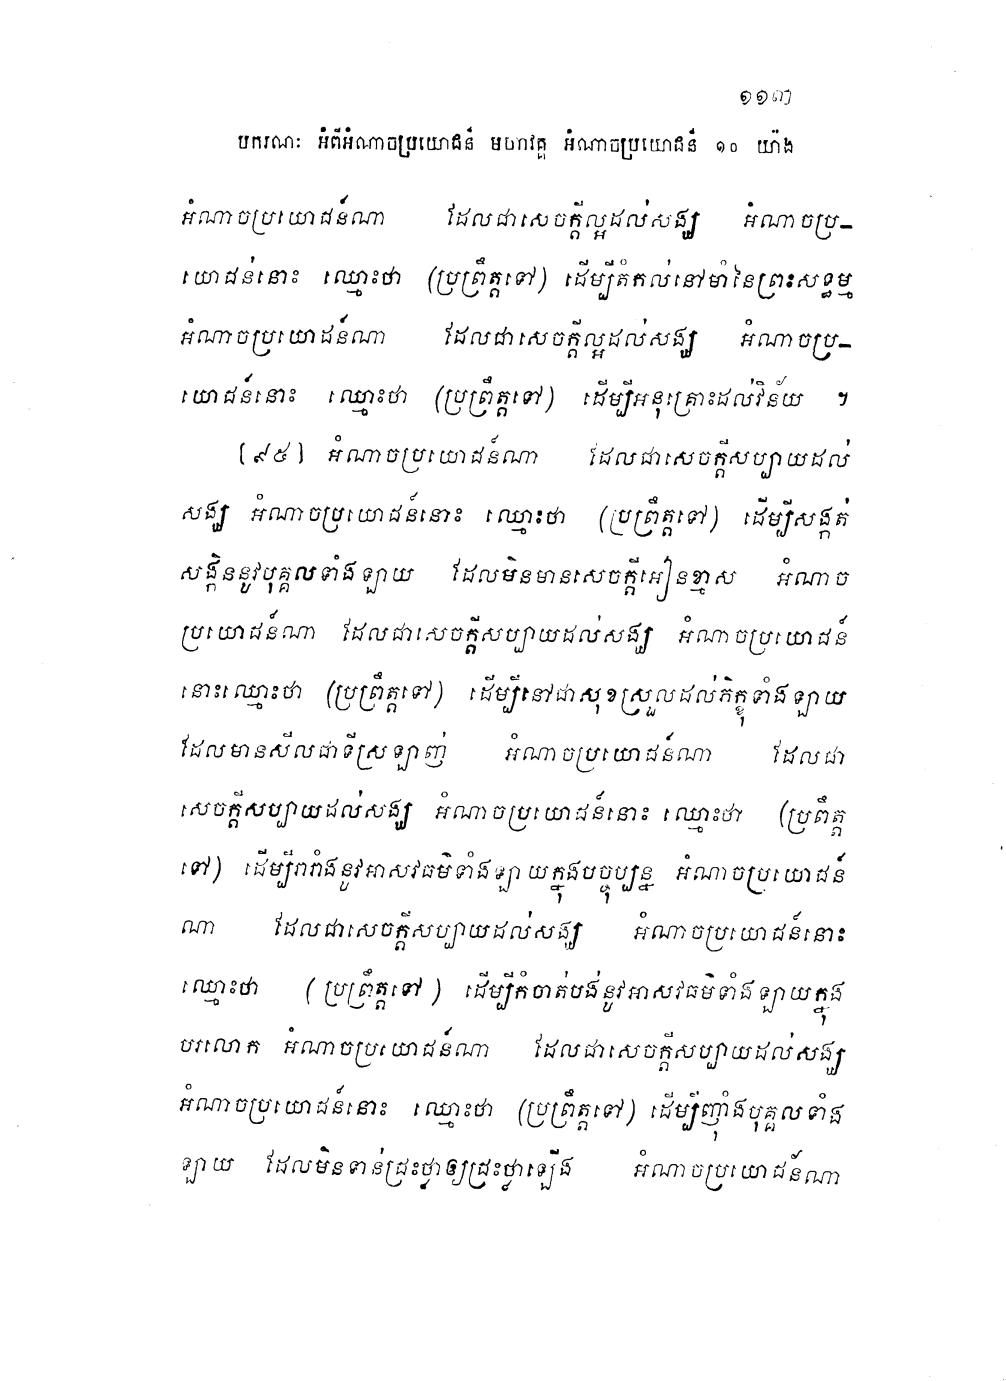 ១១៣
បករណៈ អំពីអំណាចប្រយោជន៍ មហាវគ្គ អំណាចប្រយោជន៍ ១០ យ៉ាង
អំណាចប្រយោជន៍ណា ដែលជាសេចក្តីល្អដល់សង្ឃ អំណាចប្រ-
យោជន៍នោះ ឈ្មោះថា (ប្រព្រឹត្តទៅ) ដើម្បីតំកល់នៅមាំនៃព្រះសទ្ធម្ម
អំណាចប្រយោជន៍ណា ដែលជាសេចក្តីល្អដល់សង្ឃ អំណាចប្រ-
យោជន៍នោះ ឈ្មោះថា (ប្រព្រឹត្តទៅ) ដើម្បីអនុគ្រោះដល់វិន័យ ។
(៩៥) អំណាចប្រយោជន៍ណា ដែលជាសេចក្តីសប្បាយដល់
សង្ឃ អំណាចប្រយោជន៍នោះ ឈ្មោះថា (ប្រព្រឹត្តទៅ) ដើម្បីសង្កត់
សង្កិននូវបុគ្គលទាំងឡាយ ដែលមិនមានសេចក្តីអៀនខ្មាស អំណាច
ប្រយោជន៍ណា ដែលជាសេចក្តីសប្បាយដល់សង្ឃ អំណាចប្រយោជន៍
នោះឈ្មោះថា (ប្រព្រឹត្តទៅ) ដើម្បីនៅជាសុខស្រួលដល់ភិក្ខុទាំងឡាយ
ដែលមានសីលជាទីស្រឡាញ់ អំណាចប្រយោជន៍ណា ដែលជា
សេចក្តីសប្បាយដល់សង្ឃ អំណាចប្រយោជន៍នោះ ឈ្មោះថា (ប្រព្រឹត្ត
ទៅ) ដើម្បីរារាំងនូវអាសវធម៌ទាំងឡាយក្នុងបច្ចុប្បន្ន អំណាចប្រយោជន៍
ណា ដែលជាសេចក្តីសប្បាយដល់សង្ឃ អំណាចប្រយោជន៍នោះ
ឈ្មោះថា (ប្រព្រឹត្តទៅ) ដើម្បីកំចាត់បង់នូវអាសវធម៌ទាំងឡាយក្នុង
បរលោក អំណាចប្រយោជន៍ណា ដែលជាសេចក្តីសប្បាយដល់សង្ឃ
អំណាចប្រយោជន៍នោះ ឈ្មោះថា (ប្រព្រឹត្តទៅ) ដើម្បីញ៉ាំងបុគ្គលទាំង
ឡាយ ដែលមិនទាន់ជ្រះថ្លាឲ្យជ្រះថ្លាឡើង អំណាចប្រយោជន៍ណា